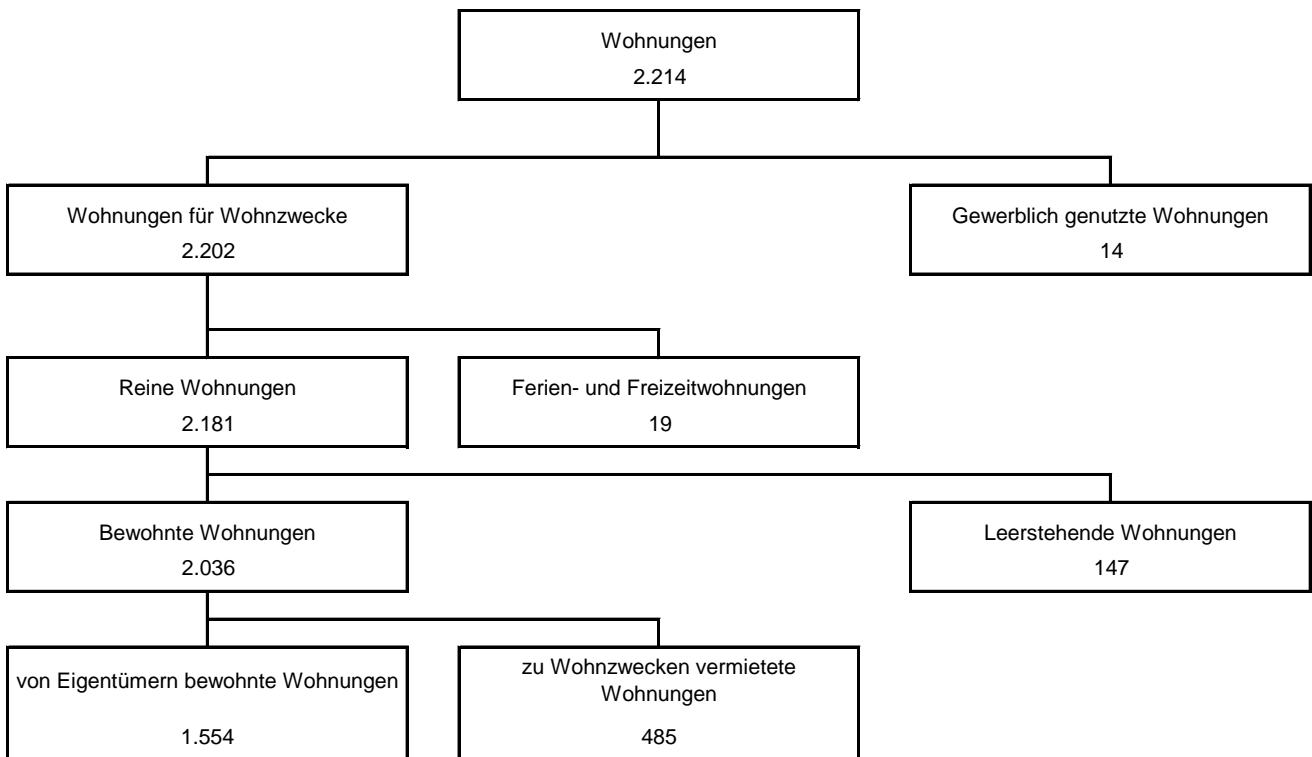 Wohnungen
2.214
Wohnungen für Wohnzwecke
2.202
Gewerblich genutzte Wohnungen
14
Reine Wohnungen
2.181
Ferien- und Freizeitwohnungen
19
Bewohnte Wohnungen
2.036
Leerstehende Wohnungen
147
von Eigentümern bewohnte Wohnungen
1.554
zu Wohnzwecken vermietete
Wohnungen
485